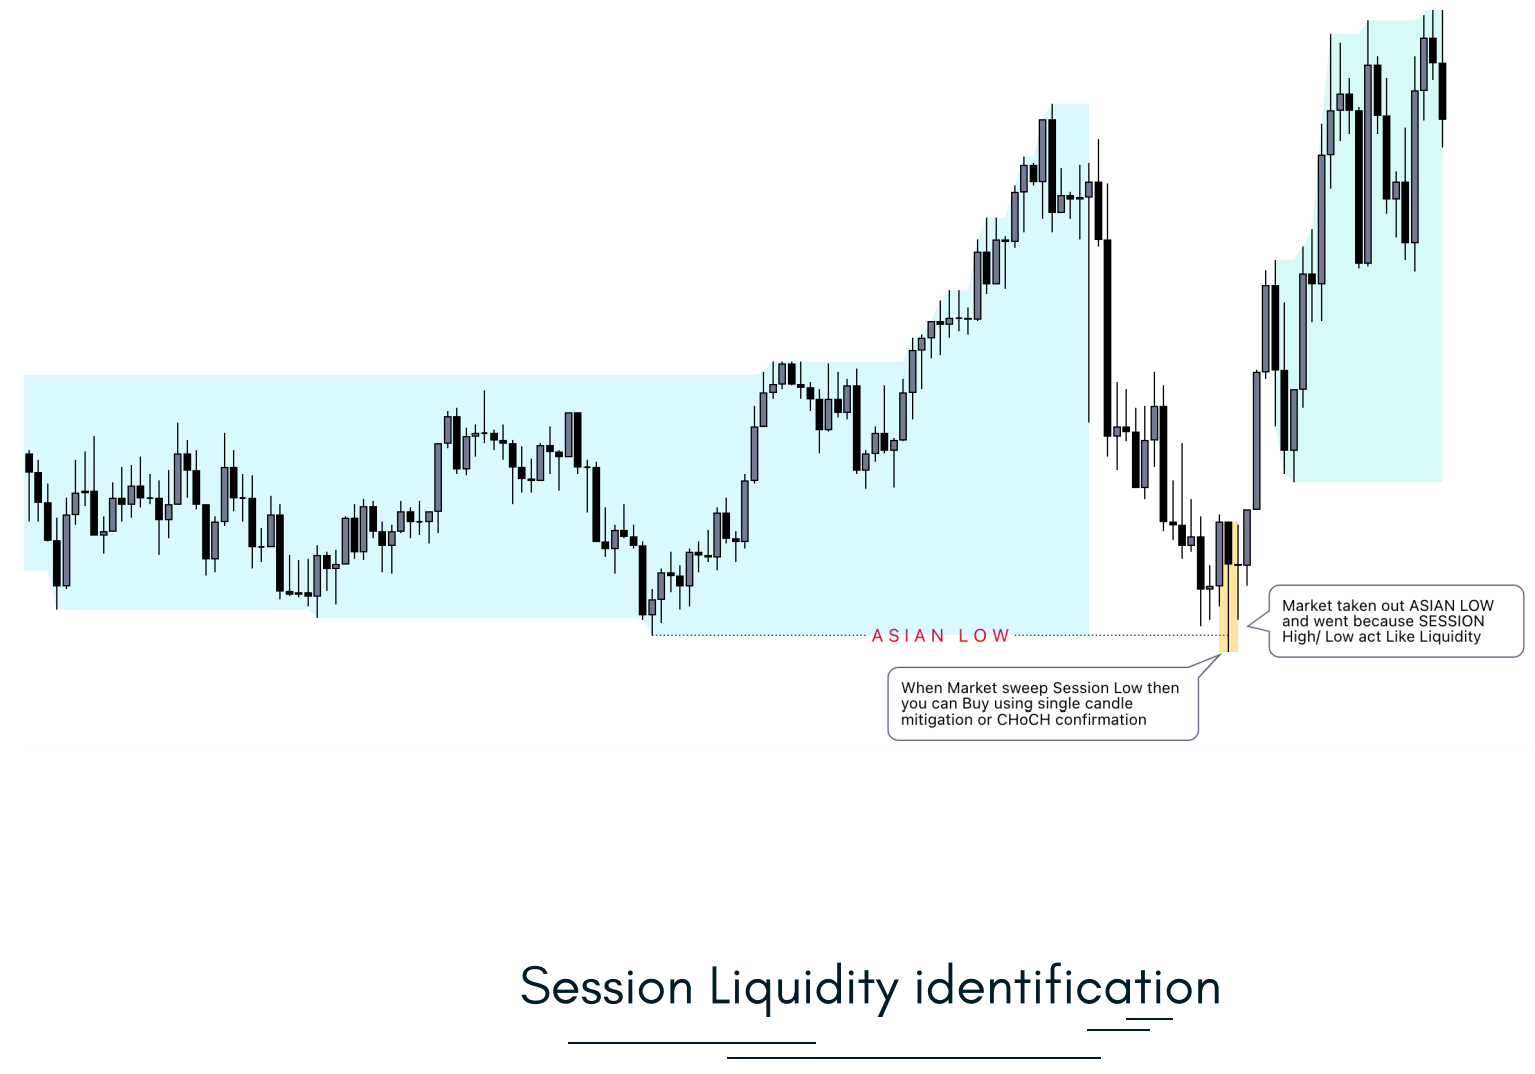 ASIAN LOW
Market taken out ASIAN LOW
and went because SESSION
High/ Low act Like Liquidity
When Market sweep Session Low then
you can Buy using single candle
mitigation or CHoCH confirmation
Session Liquidity identification